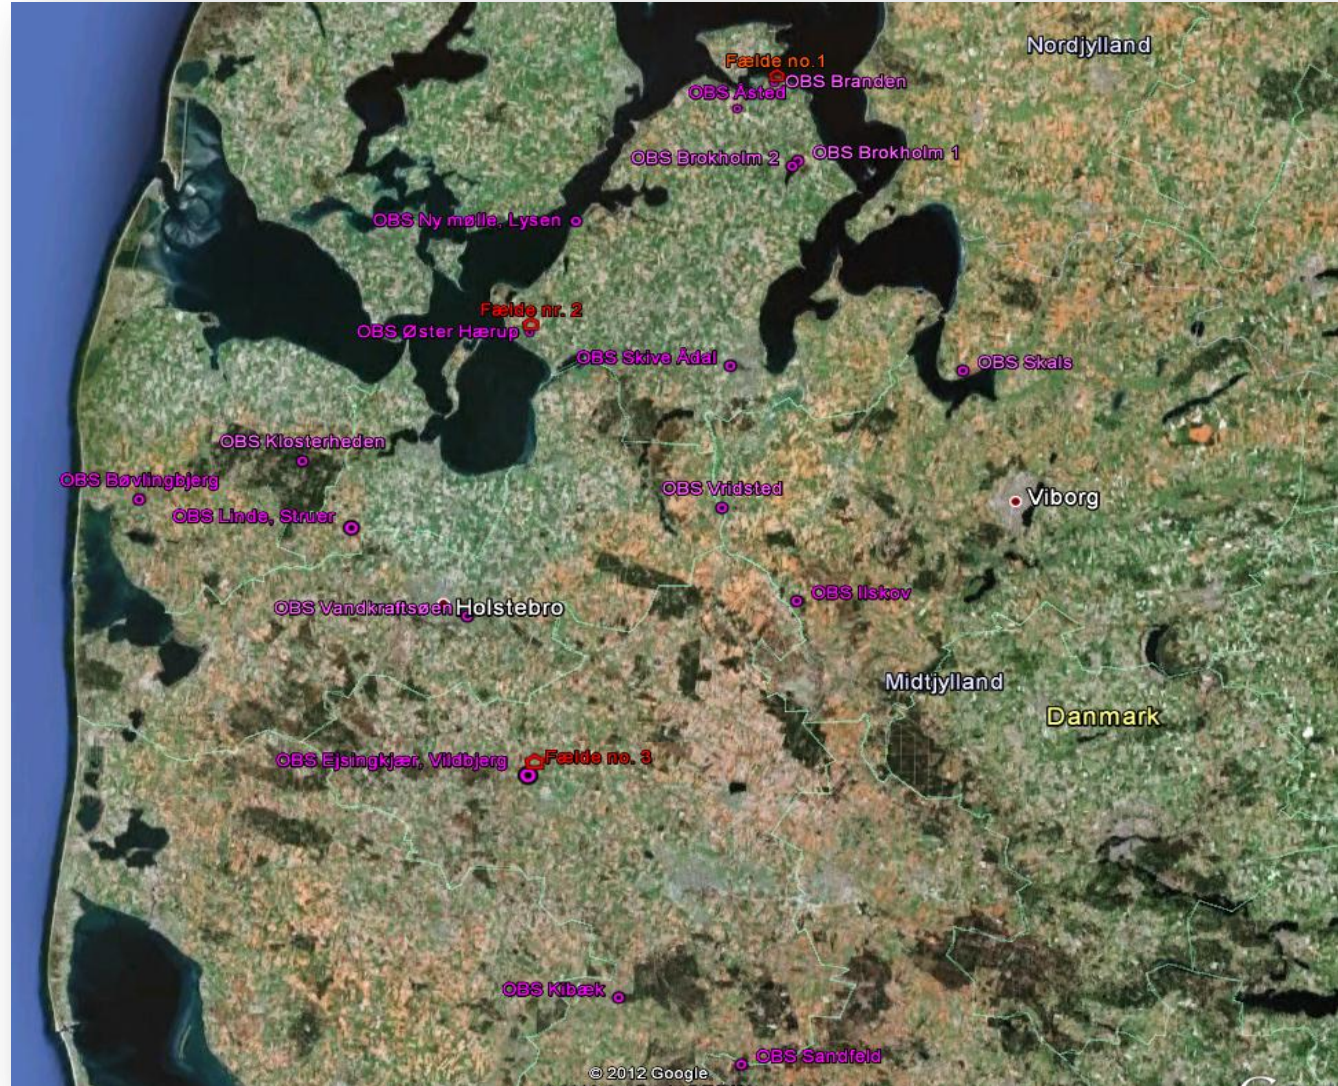 Nordjylland
Fælde no.1
OBS Branden
OBS Åsted
OBS Brokholm 2
OBS Brokholm 1
OBS Ny mølle, Lysen
Fælde nr. 2
OBS Øster Hærup
OBS Skive Ådal
OBS Skals
OBS Klosterheden
OBS Bøvlingbjerg
OBS Vridsted
Viborg
OBS Linde, Struer
OBS Ilskov
OBS Vandkraftsøen
Holstebro
Midtjylland
Danmark
OBS Ejsingkjær, Vildbjerg
Fælde no. 3
OBS Kibæk
OBS Sandfeld
© 2012 Google